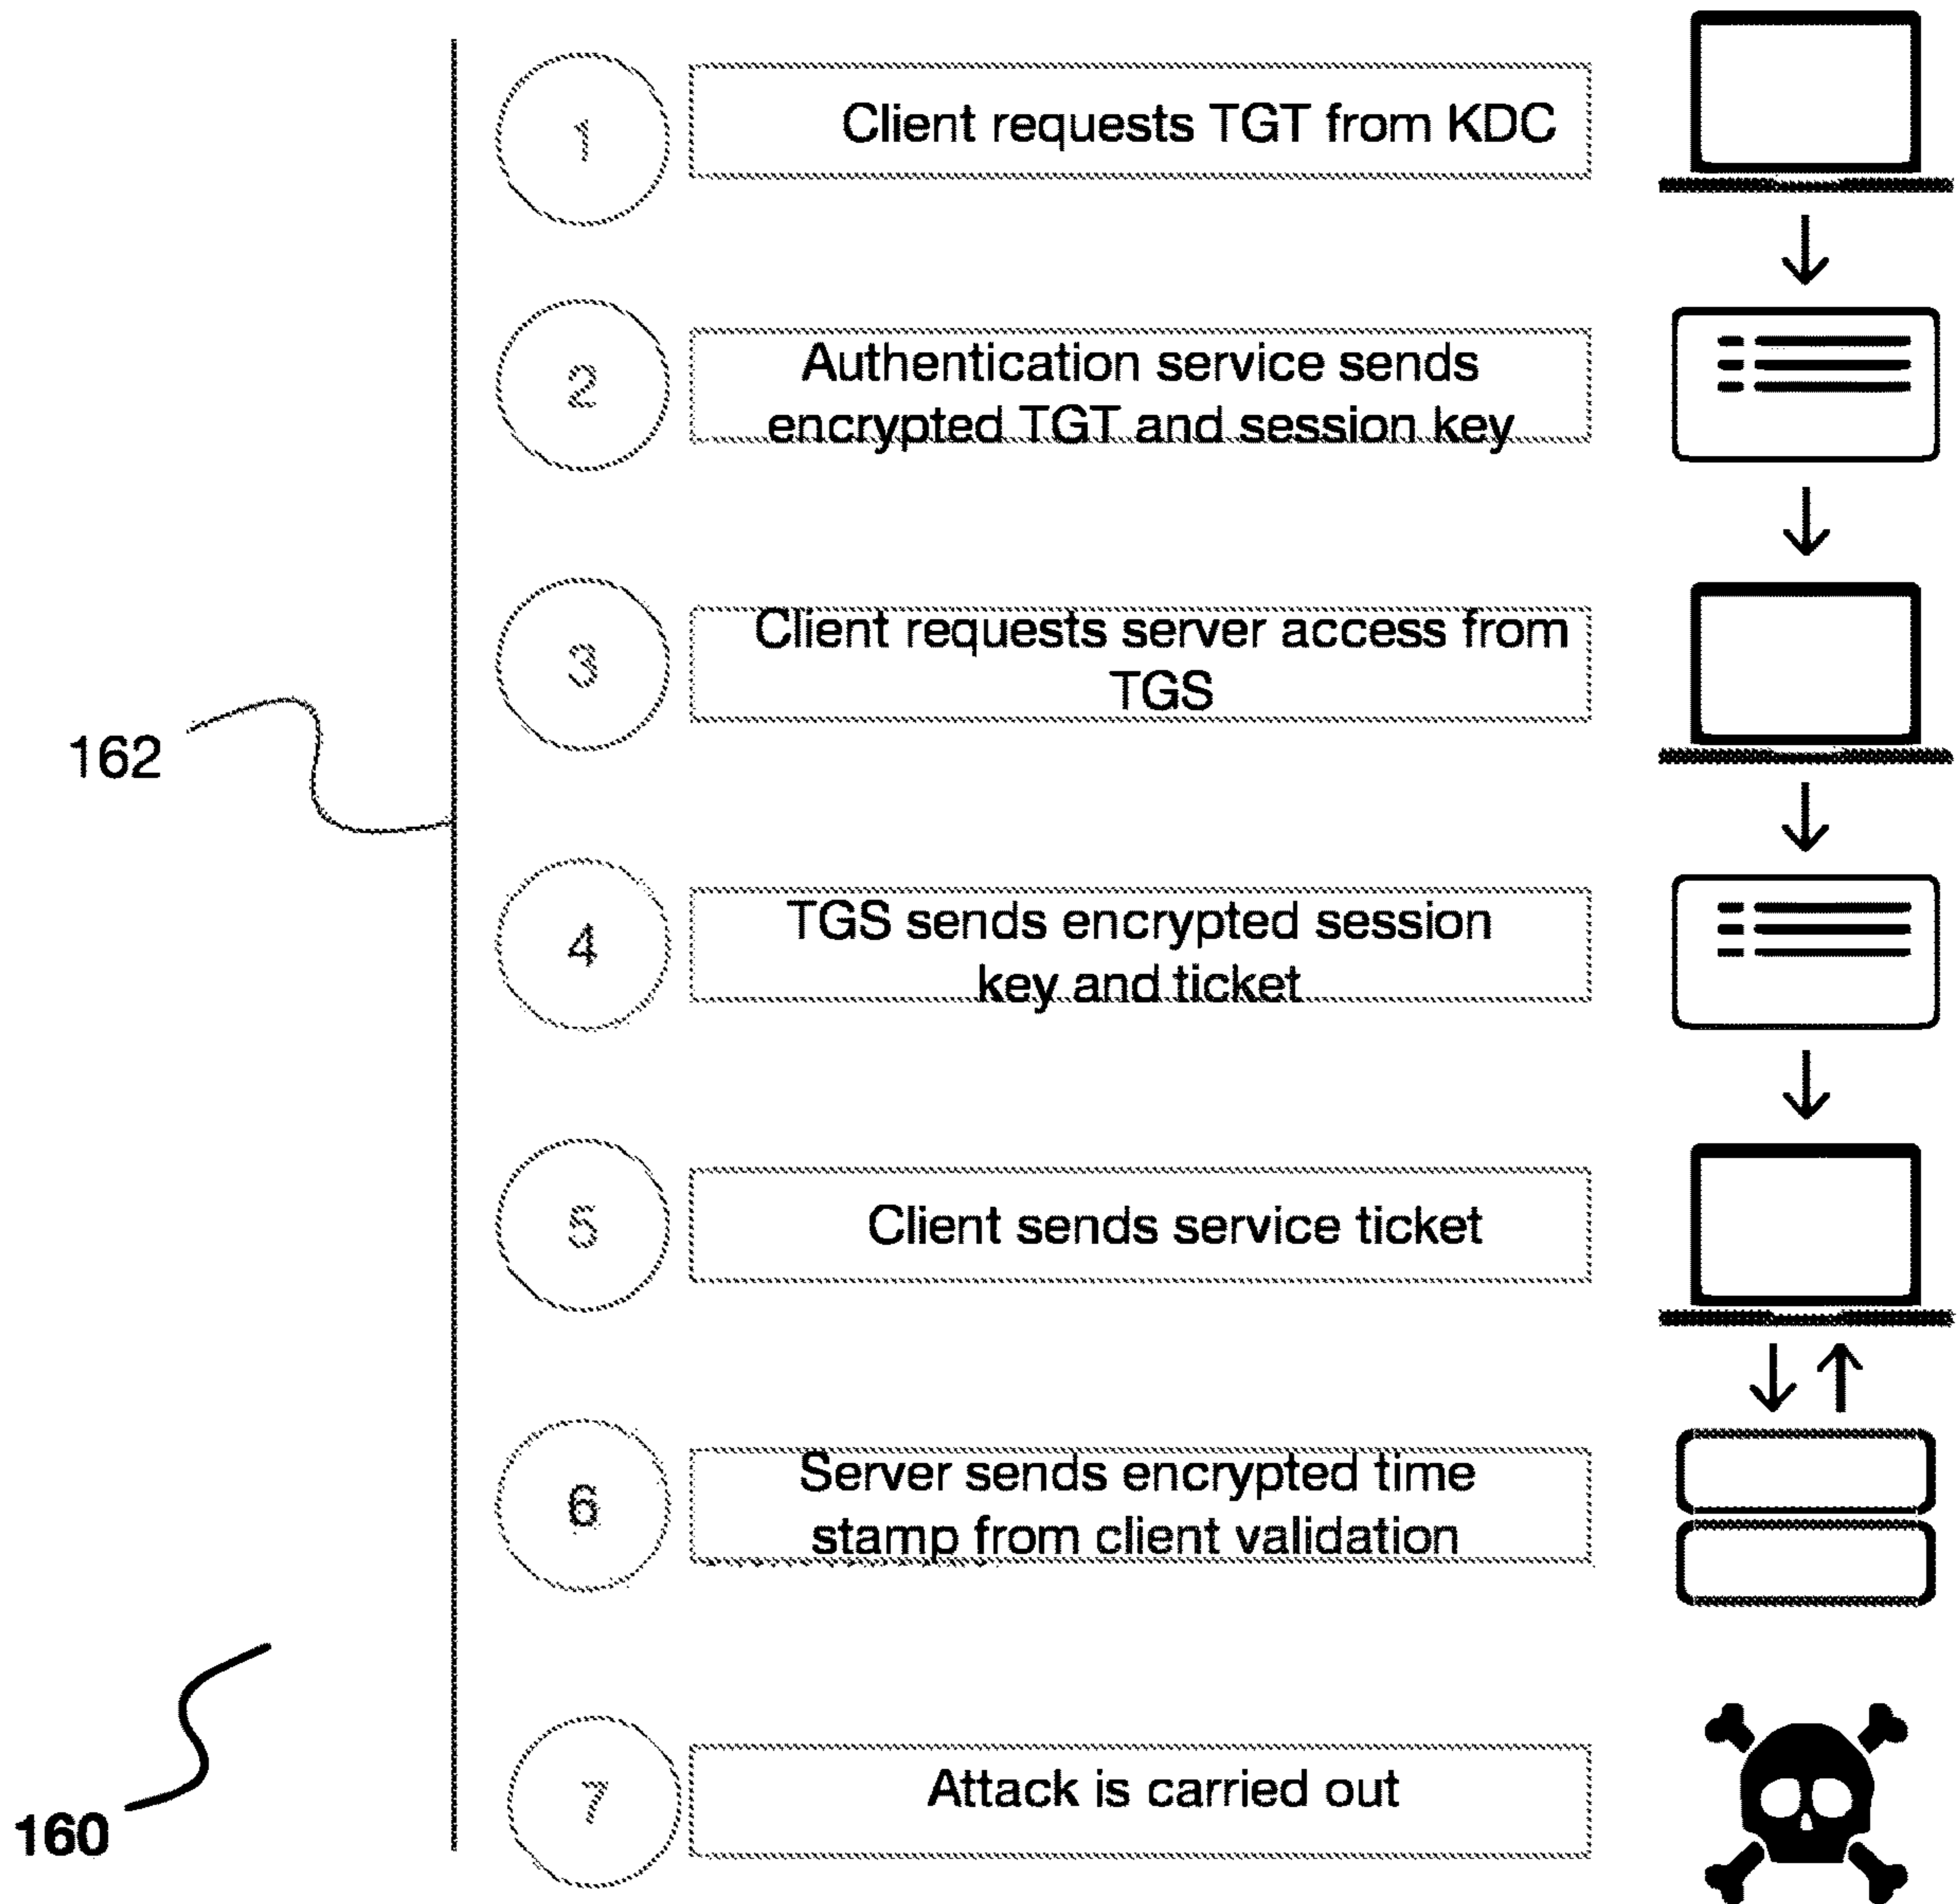 1
Client requests TGT from KDC
2
Authentication service sends
encrypted TGT and session key
3
Client requests server access from
TGS
162
4
TGS sends encrypted session
key and ticket
5
Client sends service ticket
6
Server sends encrypted time
stamp from client validation
7
Attack is carried out
160